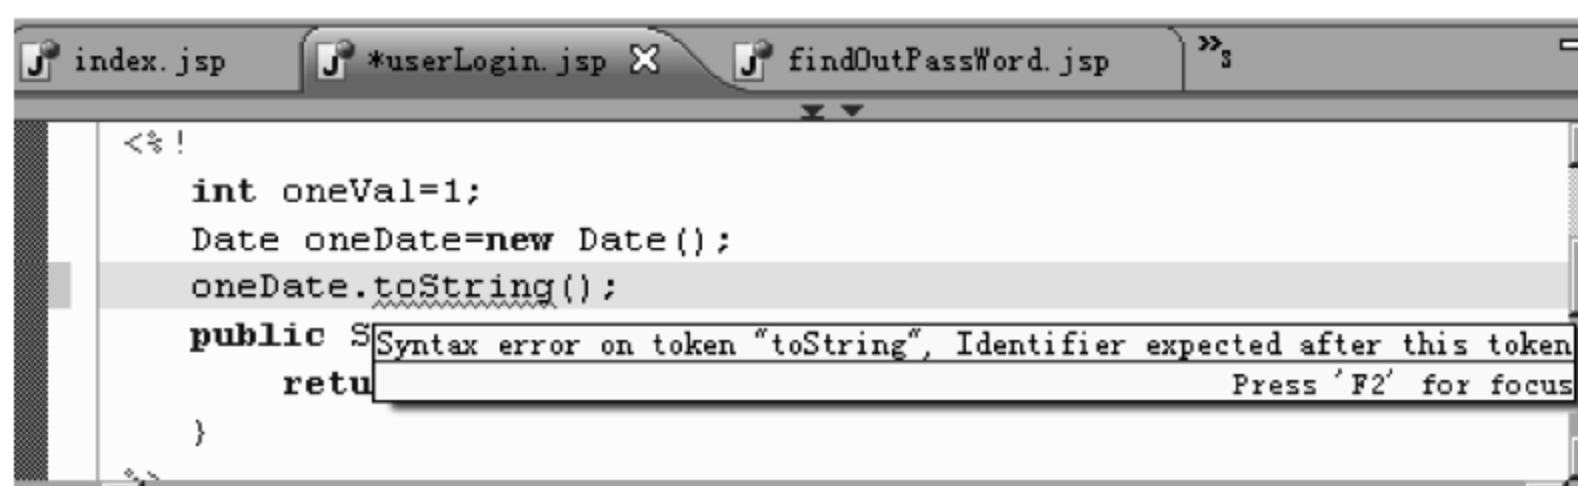 index.jsp *userLogin.jsp findOutPassWord.jsp »3
<%!
int oneVal=1;
Date oneDate=new Date();
oneDate.toString();
public S
Syntax error on token "toString", Identifier expected after this token
retu
Press 'F2' for focus
}
%>